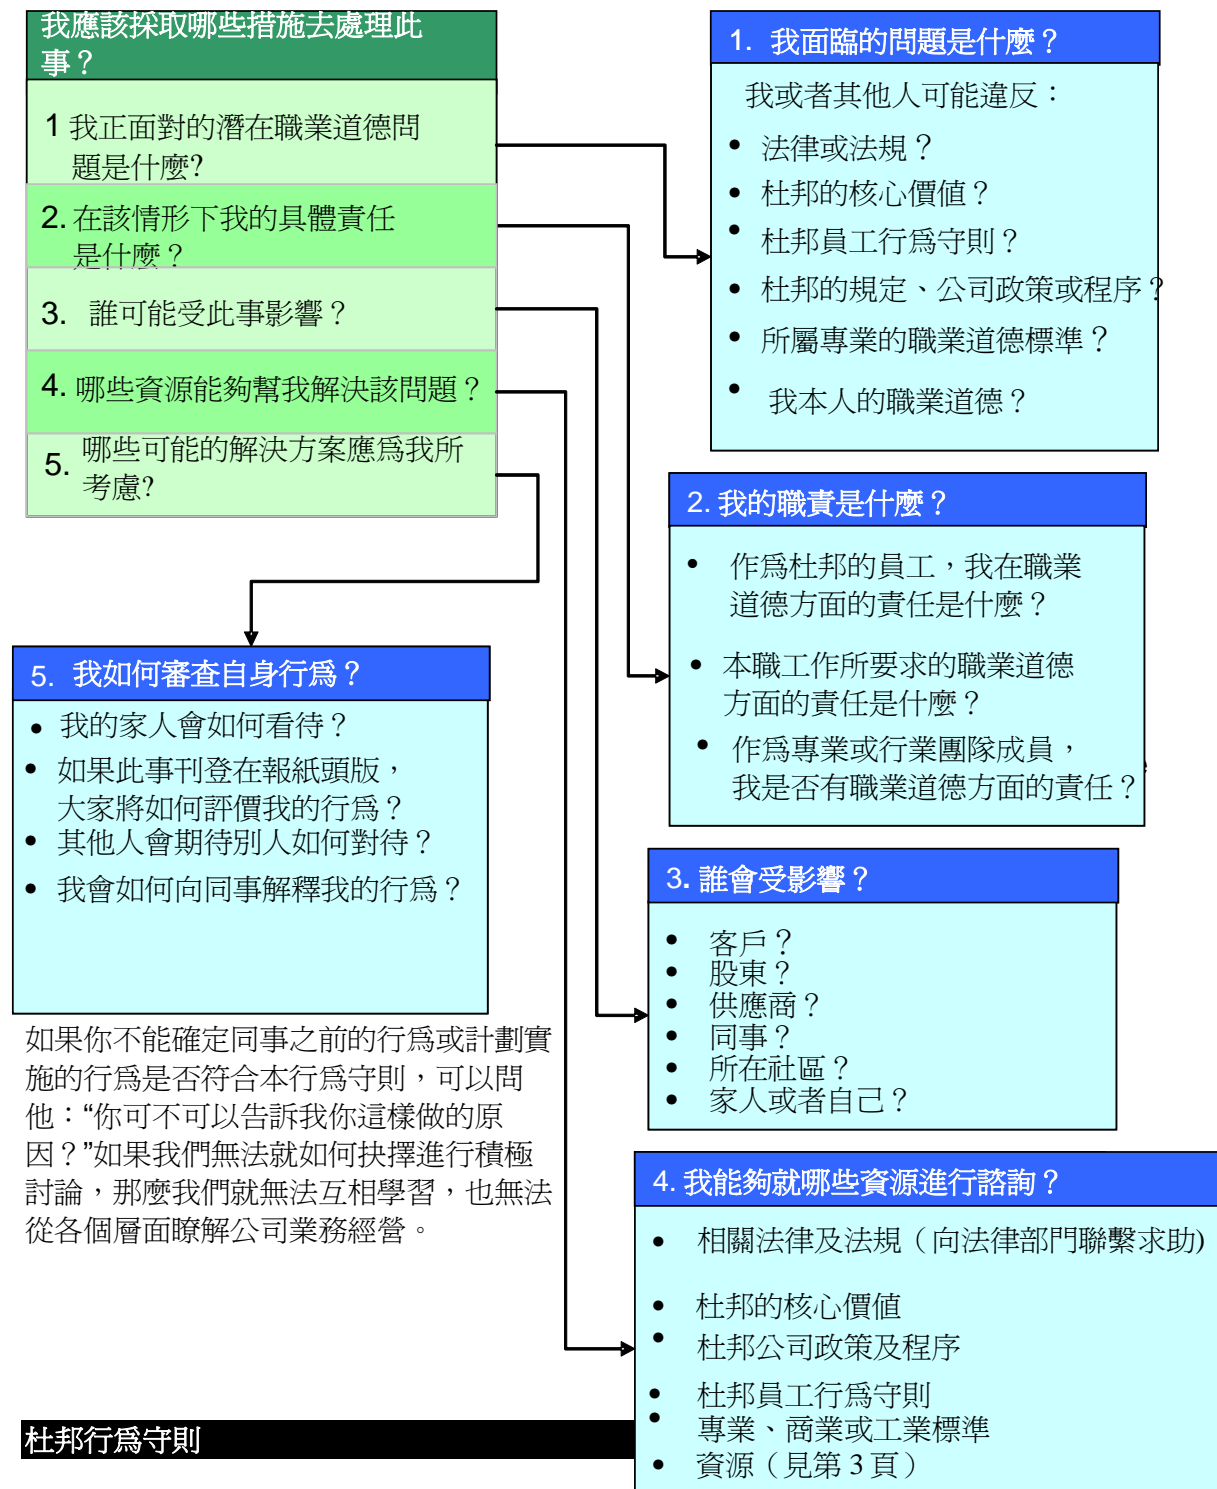 我應該採取哪些措施去處理此
事？
1 我正面對的潛在職業道德問
題是什麼?
2. 在該情形下我的具體責任
是什麼？
3. 誰可能受此事影響？
4. 哪些資源能夠幫我解決該問題？
5. 哪些可能的解決方案應爲我所
考慮?
1. 我面臨的問題是什麼？
我或者其他人可能違反：
• 法律或法規？
• 杜邦的核心價值？
• 杜邦員工行爲守則？
• 杜邦的規定、公司政策或程序？
• 所屬專業的職業道德標準？
• 我本人的職業道德？
2. 我的職責是什麼？
• 作爲杜邦的員工，我在職業
道德方面的責任是什麼？
• 本職工作所要求的職業道德
方面的責任是什麼？
• 作爲專業或行業團隊成員，
我是否有職業道德方面的責任？
3. 誰會受影響？
• 客戶？
• 股東？
• 供應商？
• 同事？
• 所在社區？
• 家人或者自己？
4. 我能夠就哪些資源進行諮詢？
• 相關法律及法規（向法律部門聯繫求助)
• 杜邦的核心價值
• 杜邦公司政策及程序
• 杜邦員工行爲守則
• 專業、商業或工業標準
• 資源（見第 3 頁）
5. 我如何審查自身行爲？
• 我的家人會如何看待？
• 如果此事刊登在報紙頭版，
大家將如何評價我的行爲？
• 其他人會期待別人如何對待？
• 我會如何向同事解釋我的行爲？
如果你不能確定同事之前的行爲或計劃實
施的行爲是否符合本行爲守則，可以問
他：“你可不可以告訴我你這樣做的原
因？”如果我們無法就如何抉擇進行積極
討論，那麼我們就無法互相學習，也無法
從各個層面瞭解公司業務經營。
杜邦行爲守則